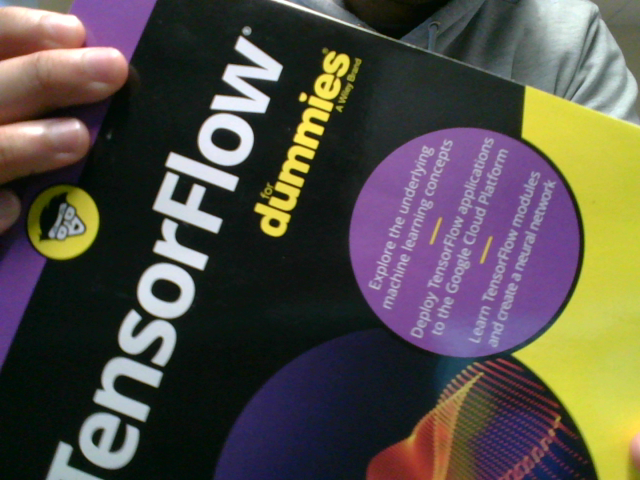 TensorFlow®
for
dummies®
A Wiley Brand
Explore the underlying
machine learning concepts
Deploy TensorFlow applications
to the Google Cloud Platform
Learn TensorFlow modules
and create a neural network